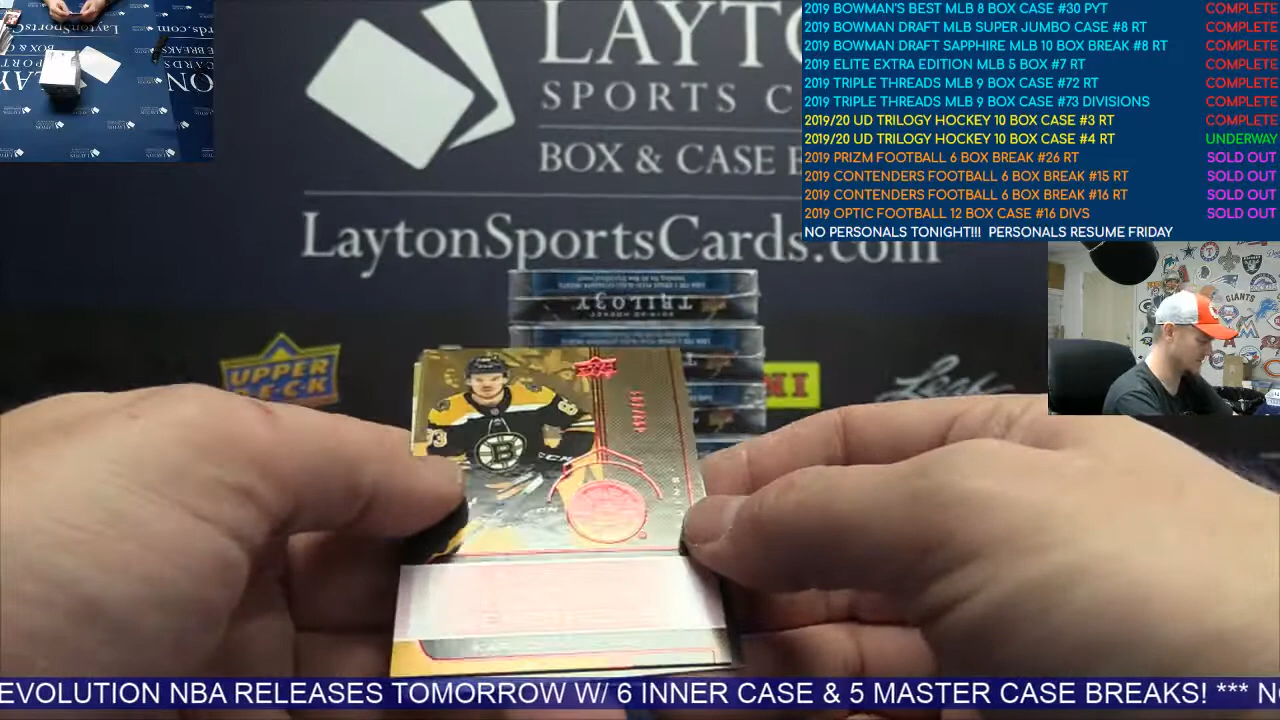 2019 BOWMAN'S BEST MLB 8 BOX CASE #30 PYT COMPLETE
2019 BOWMAN DRAFT MLB SUPER JUMBO CASE #8 RT COMPLETE
2019 BOWMAN DRAFT SAPPHIRE MLB 10 BOX BREAK #8 RT COMPLETE
2019 ELITE EXTRA EDITION MLB 5 BOX #7 RT COMPLETE
2019 TRIPLE THREADS MLB 9 BOX CASE #72 RT COMPLETE
2019 TRIPLE THREADS MLB 9 BOX CASE #73 DIVISIONS COMPLETE
2019/20 UD TRILOGY HOCKEY 10 BOX CASE #3 RT COMPLETE
2019/20 UD TRILOGY HOCKEY 10 BOX CASE #4 RT UNDERWAY
2019 PRIZM FOOTBALL 6 BOX BREAK #26 RT SOLD OUT
2019 CONTENDERS FOOTBALL 6 BOX BREAK #15 RT SOLD OUT
2019 CONTENDERS FOOTBALL 6 BOX BREAK #16 RT SOLD OUT
2019 OPTIC FOOTBALL 12 BOX CASE #16 DIVS SOLD OUT
NO PERSONALS TONIGHT!!! PERSONALS RESUME FRIDAY
LAYTO
SPORTS C
BOX & CASE
LaytonSportsCards.com
TRILOGY
UPPER
Leaf
GIANTS
B
EVOLUTION NBA RELEASES TOMORROW W/ 6 INNER CASE & 5 MASTER CASE BREAKS! *** N